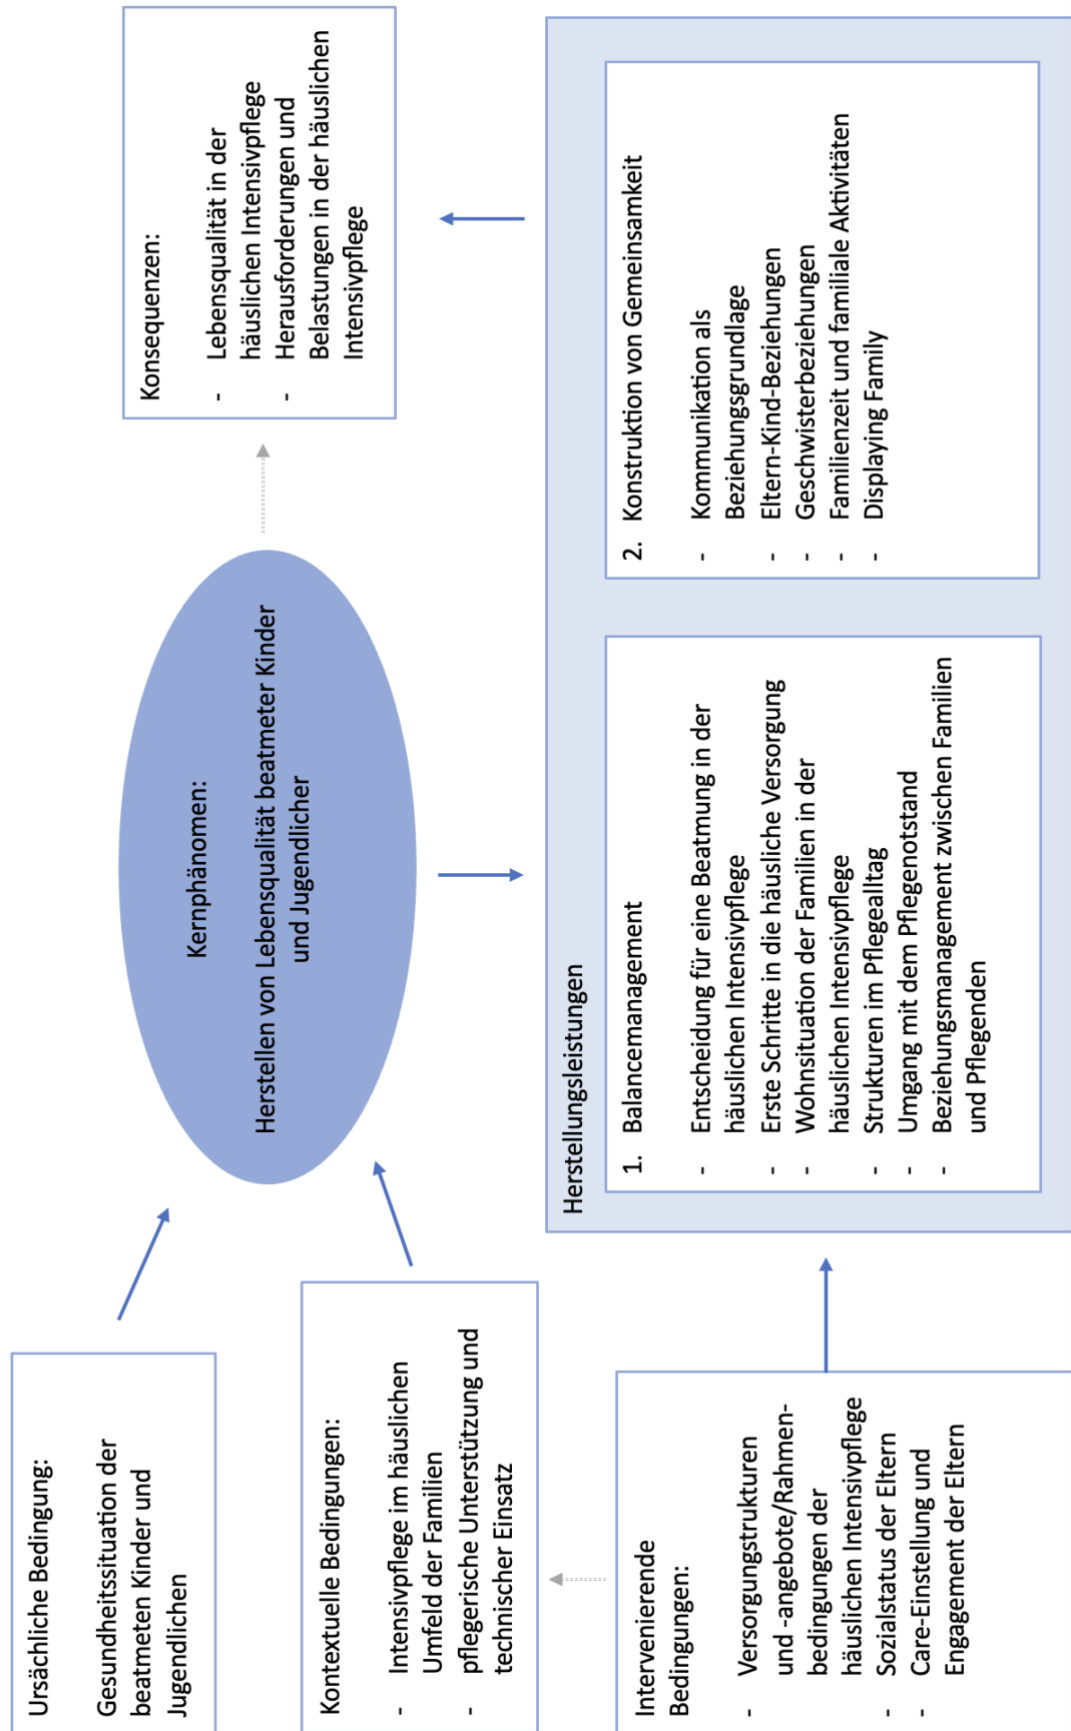 Ursächliche Bedingung:
Gesundheitssituation der
beatmeten Kinder und
Jugendlichen
Kontextuelle Bedingungen:
- Intensivpflege im häuslichen
Umfeld der Familien
- pflegerische Unterstützung und
technischer Einsatz
Intervenierende
Bedingungen:
- Versorgungstrukturen
und -angebote/Rahmen-
bedingungen der
häuslichen Intensivpflege
- Sozialstatus der Eltern
- Care-Einstellung und
Engagement der Eltern
Kernphänomen:
Herstellen von Lebensqualität beatmeter Kinder
und Jugendlicher
Herstellungsleistungen
1. Balancemanagement
- Entscheidung für eine Beatmung in der
häuslichen Intensivpflege
- Erste Schritte in die häusliche Versorgung
- Wohnsituation der Familien in der
häuslichen Intensivpflege
- Strukturen im Pflegealltag
- Umgang mit dem Pflegenotstand
- Beziehungsmanagement zwischen Familien
und Pflegenden
2. Konstruktion von Gemeinsamkeit
- Kommunikation als
Beziehungsgrundlage
- Eltern-Kind-Beziehungen
- Geschwisterbeziehungen
- Familienzeit und familiale Aktivitäten
- Displaying Family
Konsequenzen:
- Lebensqualität in der
häuslichen Intensivpflege
- Herausforderungen und
Belastungen in der häuslichen
Intensivpflege